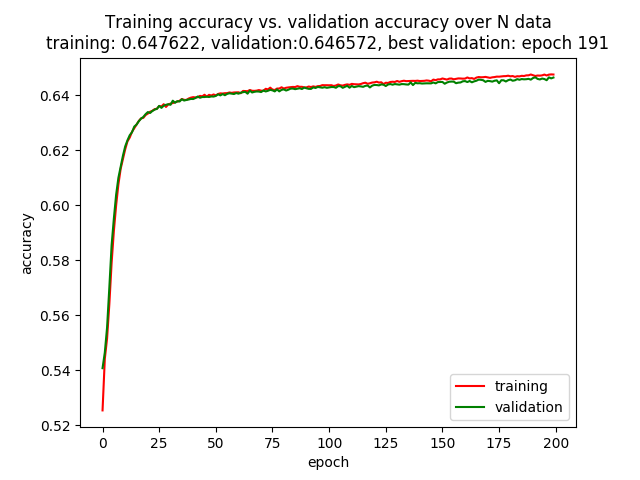 Training accuracy vs. validation accuracy over N data
training: 0.647622, validation:0.646572, best validation: epoch 191
accuracy
0.64
0.62
0.60
0.58
0.56
0.54
0.52
training
validation
0 25 50 75 100 125 150 175 200
epoch